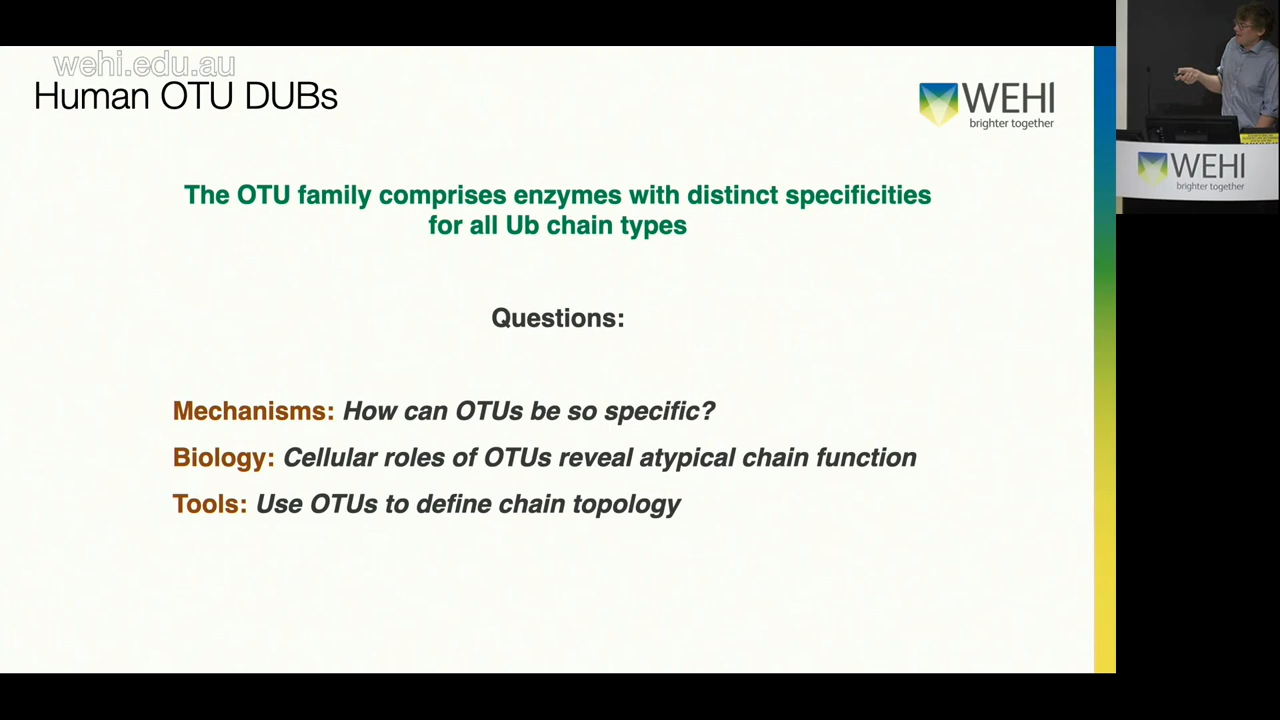 wehi.edu.au
Human OTU DUBs
WEHI
brighter together
The OTU family comprises enzymes with distinct specificities
for all Ub chain types
Questions:
Mechanisms: How can OTUs be so specific?
Biology: Cellular roles of OTUs reveal atypical chain function
Tools: Use OTUs to define chain topology
WEHI
brighter together